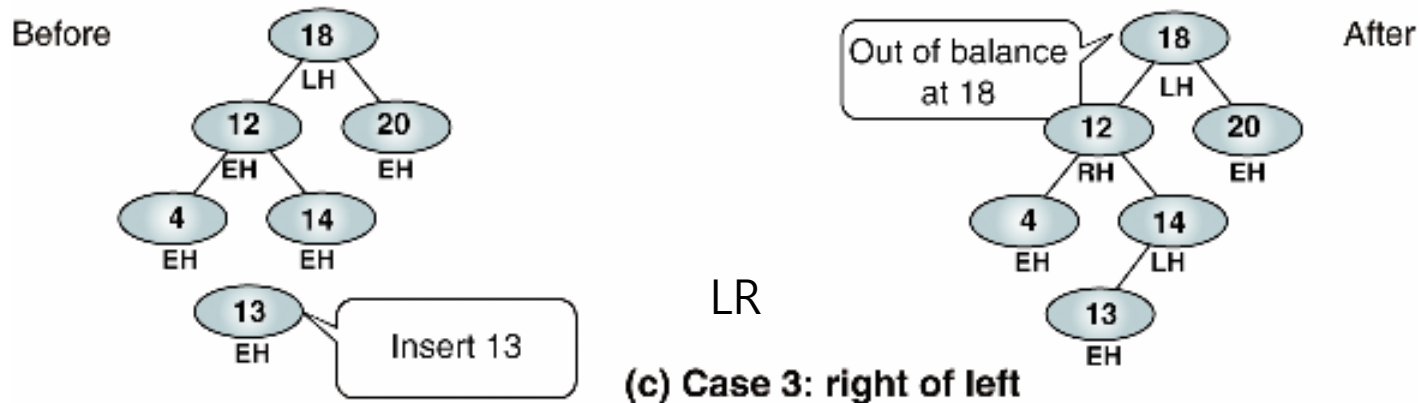 Before
18
LH
12
EH
20
EH
4
EH
14
EH
13
EH
Insert 13
LR
(c) Case 3: right of left
Out of balance
at 18
After
18
LH
12
RH
20
EH
4
EH
14
LH
13
EH